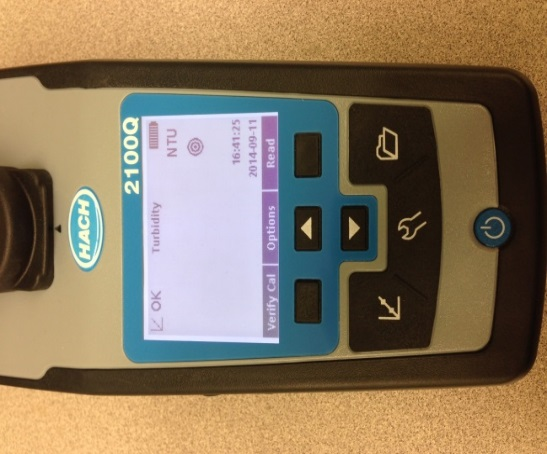 HACH
2100Q
OK
Turbidity
NTU
16:41:25
2014-09-11
Verify Cal
Options
Read